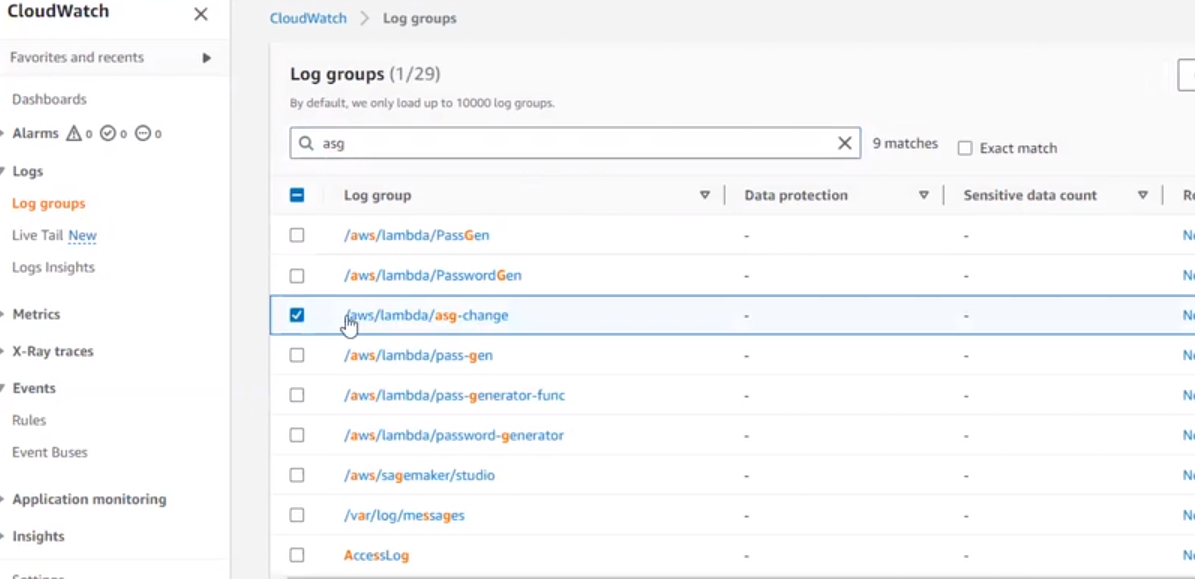 CloudWatch
Favorites and recents
Dashboards
Alarms 0 0 0
Logs
Log groups
Live Tail New
Logs Insights
Metrics
X-Ray traces
Events
Rules
Event Buses
Application monitoring
Insights
CloudWatch Log groups
Log groups (1/29)
By default, we only load up to 10000 log groups.
asg 9 matches Exact match
Log group Data protection Sensitive data count
/aws/lambda/PassGen - -
/aws/lambda/PasswordGen - -
/aws/lambda/asg-change - -
/aws/lambda/pass-gen - -
/aws/lambda/pass-generator-func - -
/aws/lambda/password-generator - -
/aws/sagemaker/studio - -
/var/log/messages - -
AccessLog - -